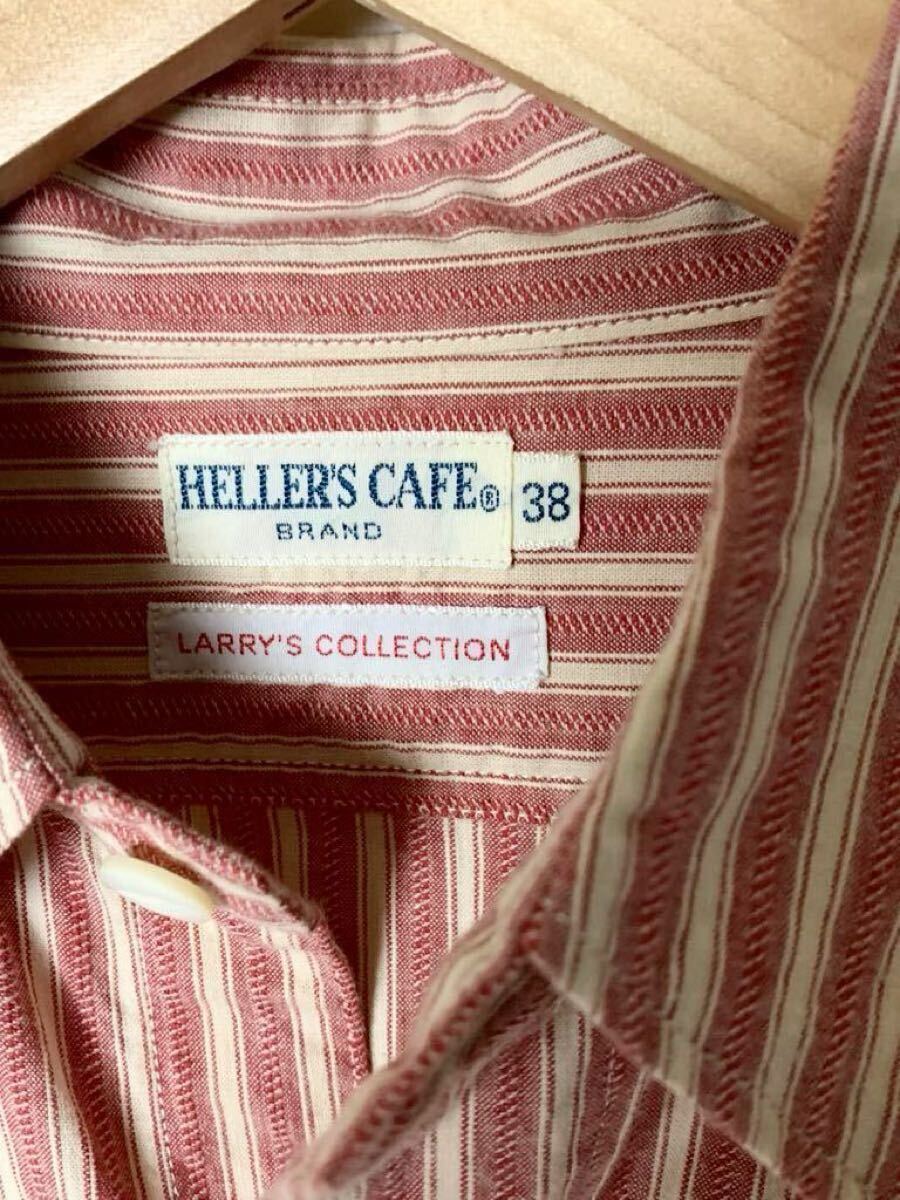 HELLER'S CAFE® 38
BRAND
LARRY'S COLLECTION